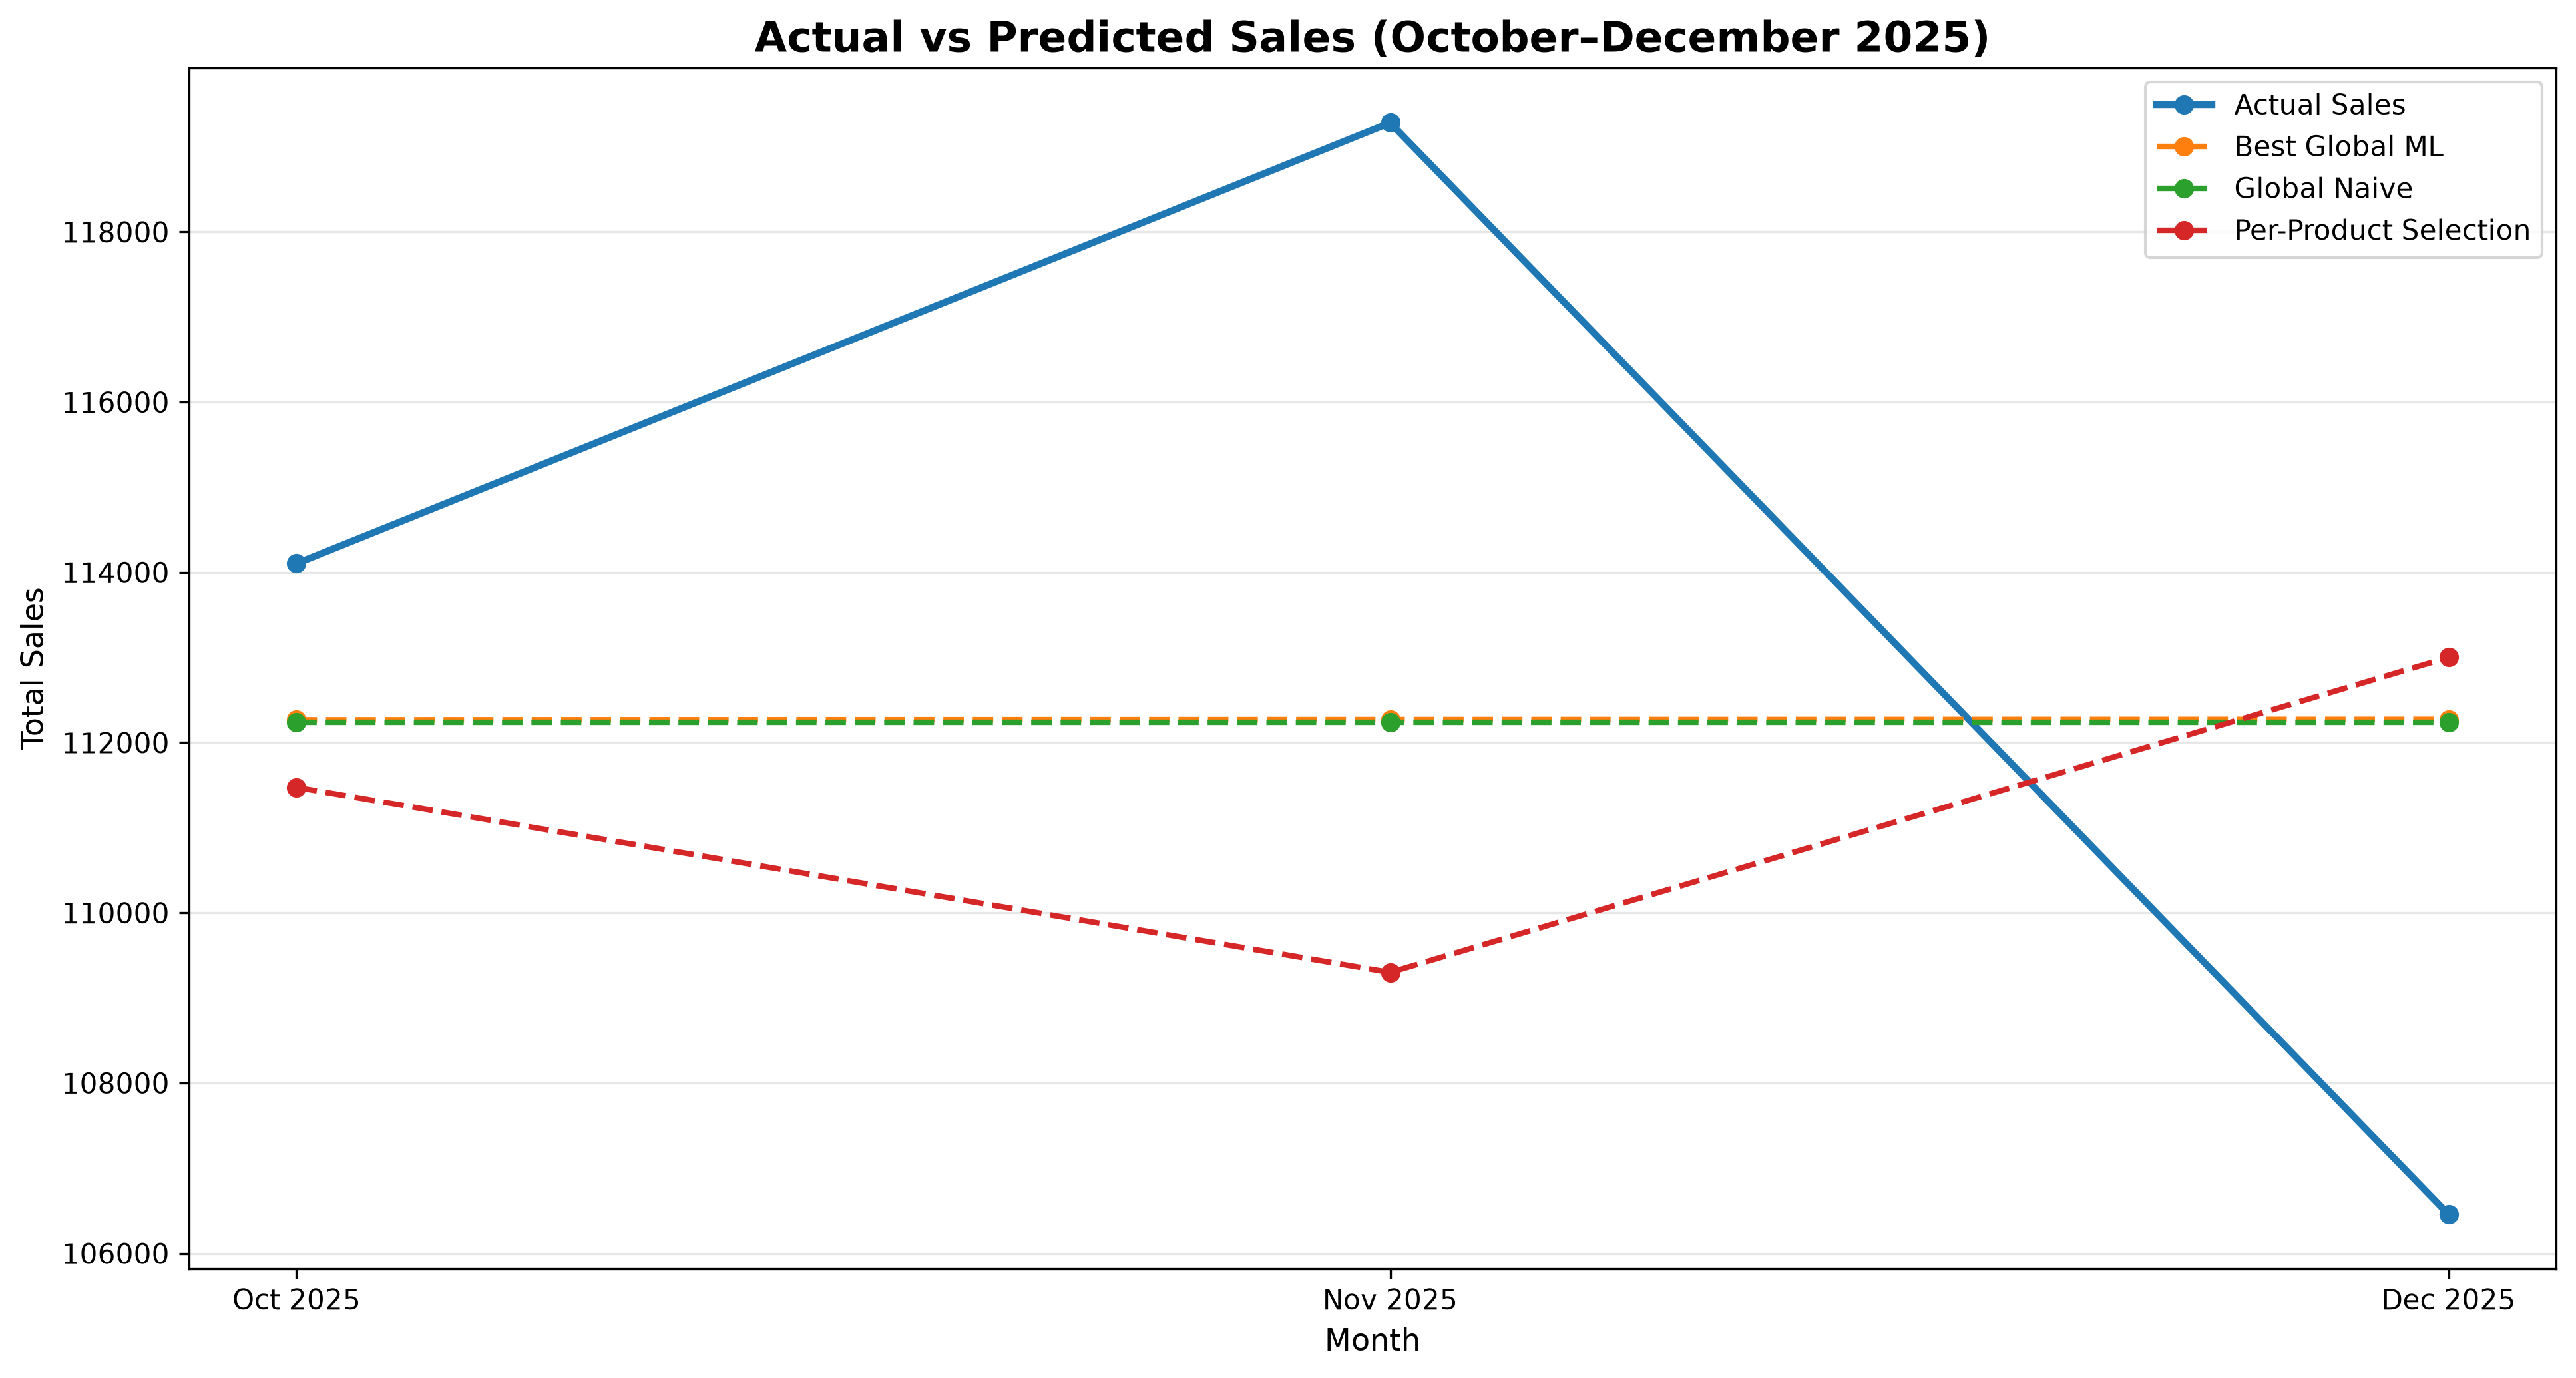 Actual vs Predicted Sales (October–December 2025)
Actual Sales
Best Global ML
Global Naive
Per-Product Selection
118000
116000
114000
112000
110000
108000
106000
Total Sales
Oct 2025
Nov 2025
Dec 2025
Month